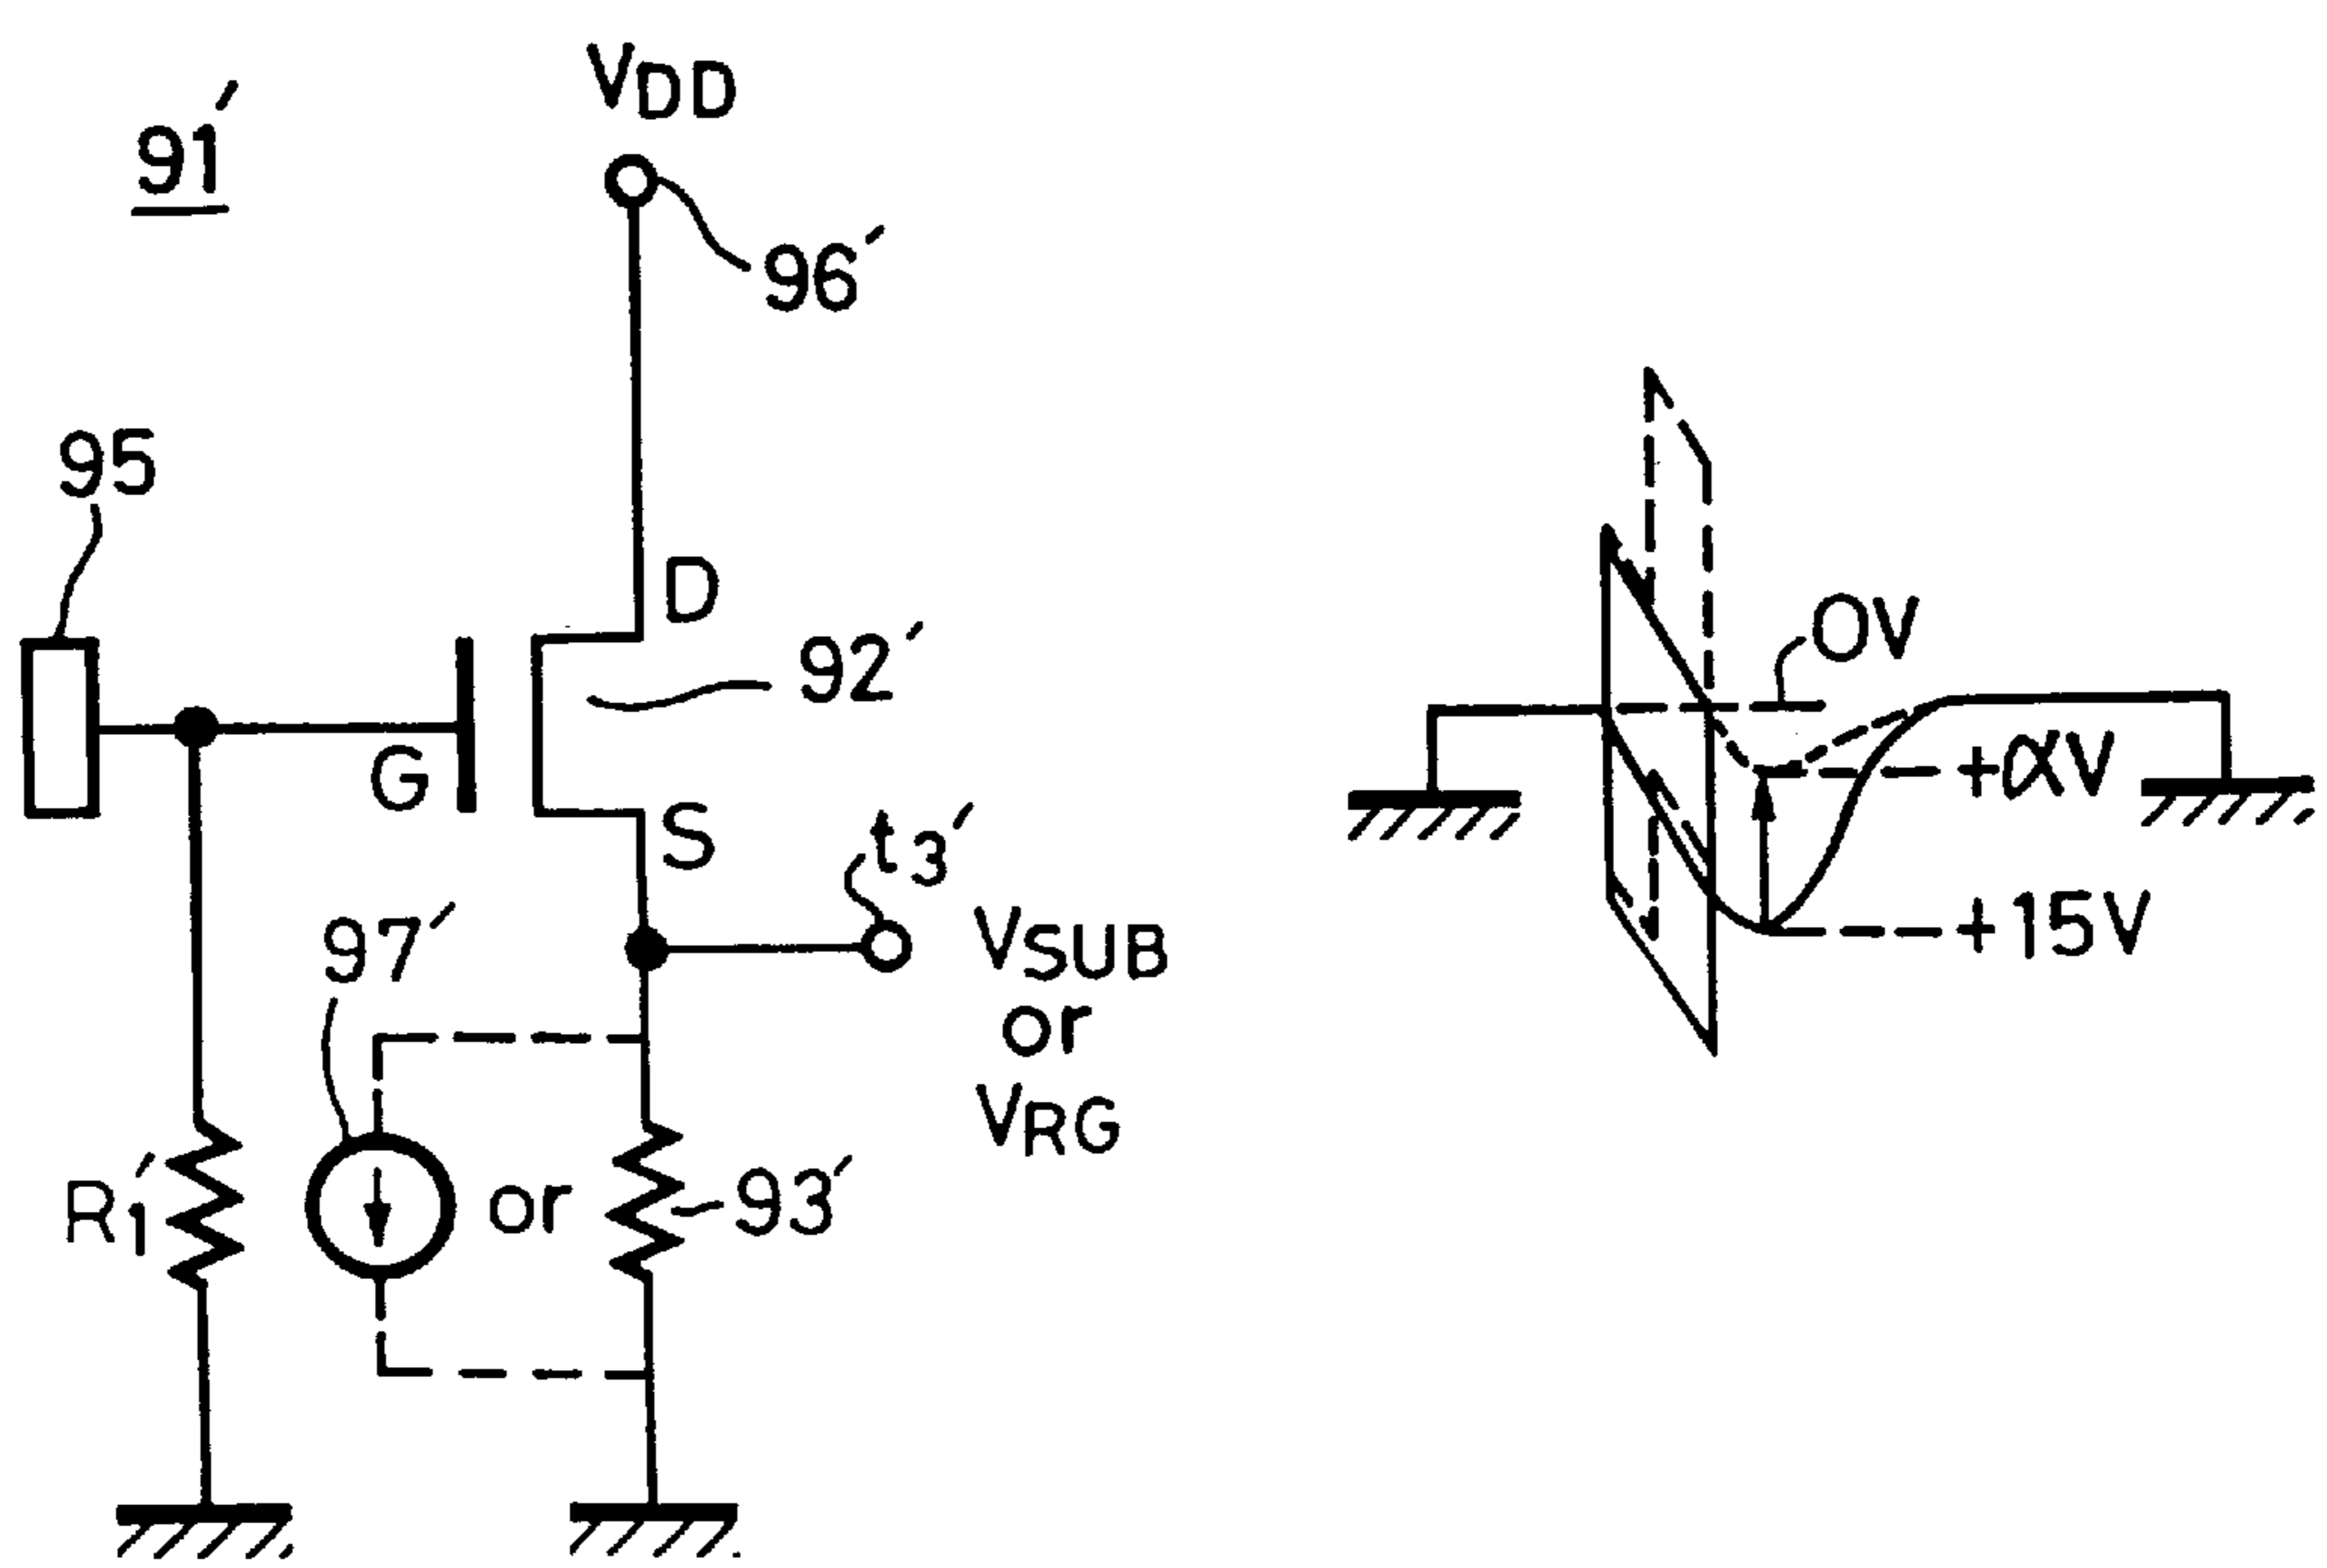 91'
VDD
96'
95
D
92'
G
S
t3'
97'
VSUB
or
VRG
R1'
or
93'
0V
+αV
+15V